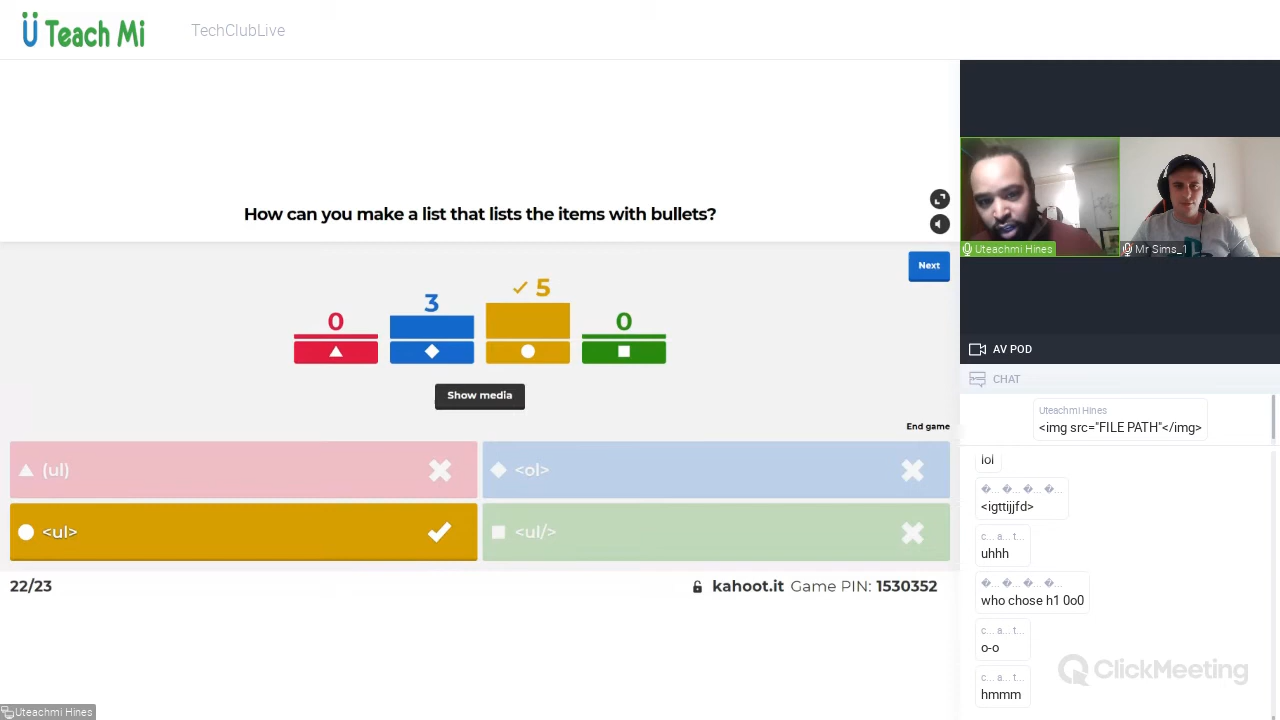 Ü Teach Mi
TechClubLive
How can you make a list that lists the items with bullets?
Next
0
3
5
0
Show media
End game
(ul)
<ol>
<ul>
<ul/>
22/23
kahoot.it Game PIN: 1530352
Uteachmi Hines
Uteachmi Hines
Mr Sims_1
AV POD
CHAT
Uteachmi Hines
<img src="FILE PATH"</img>
lol
�... �... �... �...
<igttijjfd>
c... a... t...
uhhh
�... �... �... �...
who chose h1 0o0
c... a... t...
o-o
c... a... t...
hmmm
ClickMeeting